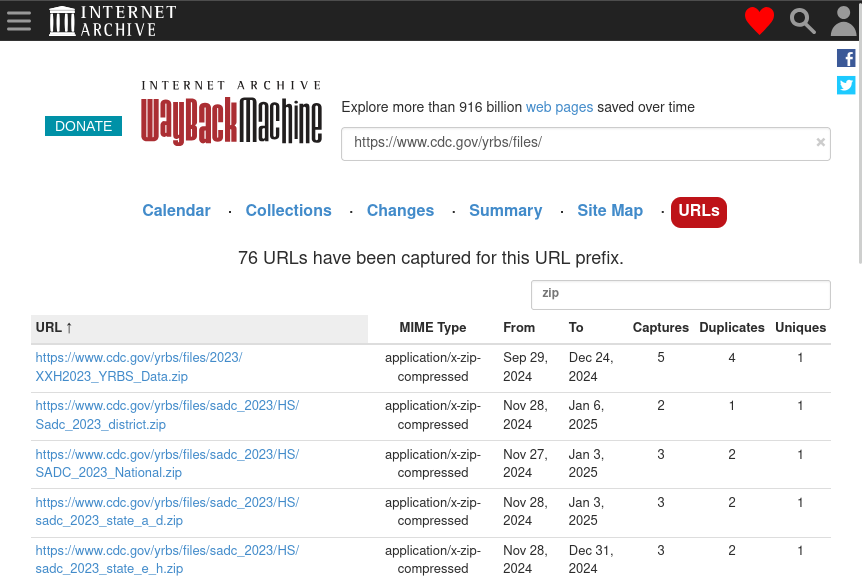 INTERNET
ARCHIVE
INTERNET ARCHIVE
WayBackMachine
DONATE
Explore more than 916 billion web pages saved over time
https://www.cdc.gov/yrbs/files/
×
Calendar · Collections · Changes · Summary · Site Map · URLs
76 URLs have been captured for this URL prefix.
zip
URL ↑ MIME Type From To Captures Duplicates Uniques
https://www.cdc.gov/yrbs/files/2023/ application/x-zip- Sep 29, Dec 24, 5 4 1
XXH2023_YRBS_Data.zip compressed 2024 2024
https://www.cdc.gov/yrbs/files/sadc_2023/HS/ application/x-zip- Nov 28, Jan 6, 2 1 1
Sadc_2023_district.zip compressed 2024 2025
https://www.cdc.gov/yrbs/files/sadc_2023/HS/ application/x-zip- Nov 27, Jan 3, 3 2 1
SADC_2023_National.zip compressed 2024 2025
https://www.cdc.gov/yrbs/files/sadc_2023/HS/ application/x-zip- Nov 28, Jan 3, 3 2 1
sadc_2023_state_a_d.zip compressed 2024 2025
https://www.cdc.gov/yrbs/files/sadc_2023/HS/ application/x-zip- Nov 28, Dec 31, 3 2 1
sadc_2023_state_e_h.zip compressed 2024 2024